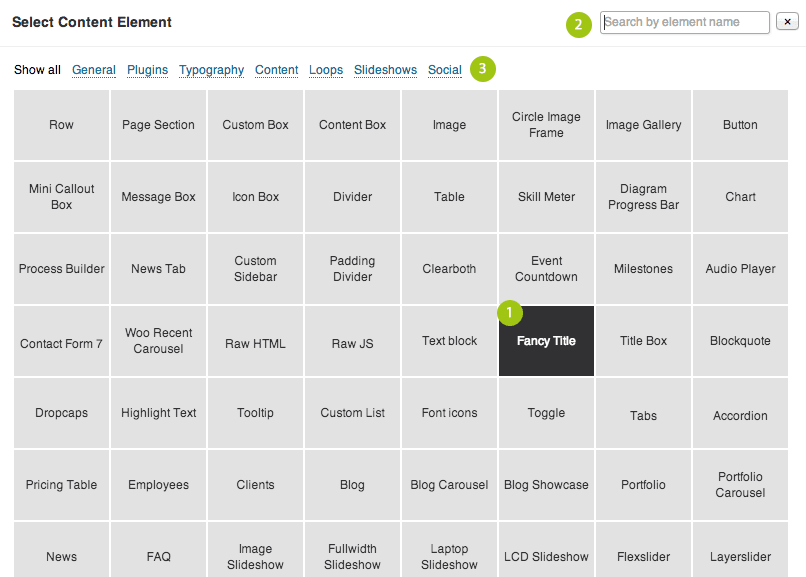 Select Content Element
2
Search by element name
×
Show all General Plugins Typography Content Loops Slideshows Social 3
Row
Page Section
Custom Box
Content Box
Image
Circle Image
Frame
Image Gallery
Button
Mini Callout
Box
Message Box
Icon Box
Divider
Table
Skill Meter
Diagram
Progress Bar
Chart
Process Builder
News Tab
Custom
Sidebar
Padding
Divider
Clearboth
Event
Countdown
Milestones
Audio Player
Contact Form 7
Woo Recent
Carousel
Raw HTML
Raw JS
Text block
1
Fancy Title
Title Box
Blockquote
Dropcaps
Highlight Text
Tooltip
Custom List
Font icons
Toggle
Tabs
Accordion
Pricing Table
Employees
Clients
Blog
Blog Carousel
Blog Showcase
Portfolio
Portfolio
Carousel
News
FAQ
Image
Slideshow
Fullwidth
Slideshow
Laptop
Slideshow
LCD Slideshow
Flexslider
Layerslider